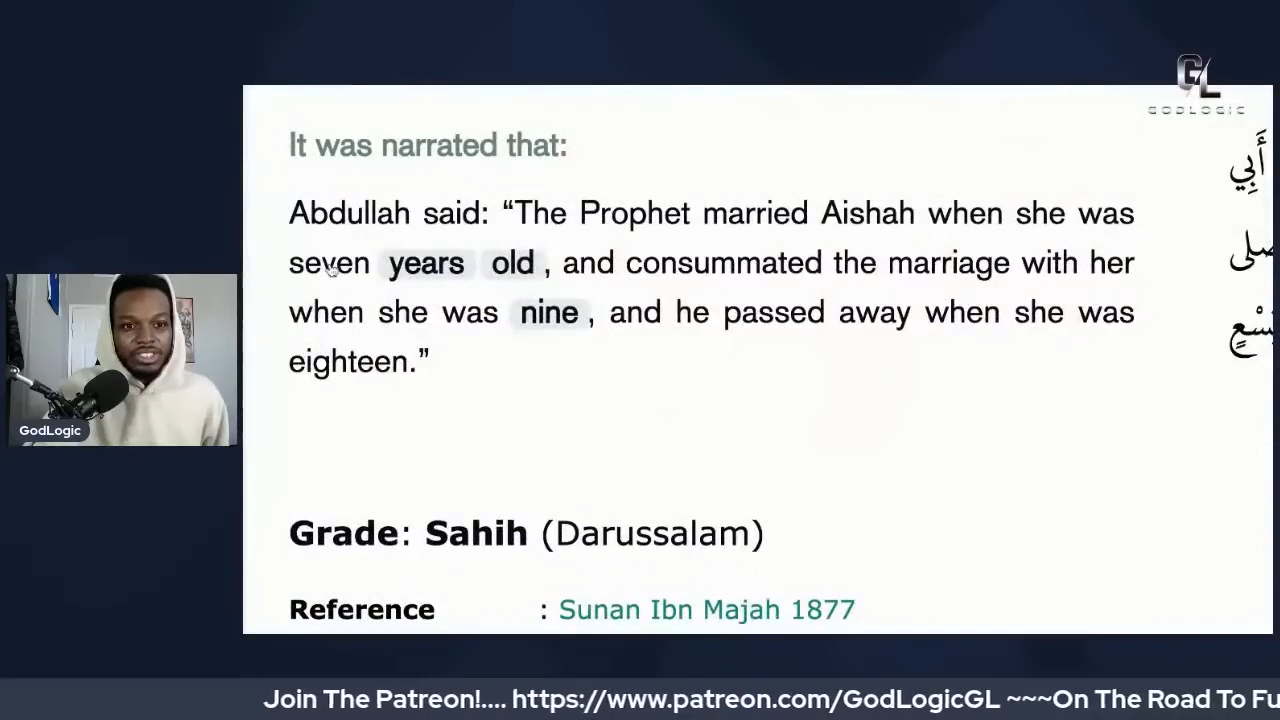 GL
GODLOGIC
It was narrated that:
أَبِي
Abdullah said: “The Prophet married Aishah when she was
seven years old , and consummated the marriage with her
صلى
when she was nine , and he passed away when she was
eighteen.”
Grade: Sahih (Darussalam)
Reference : Sunan Ibn Majah 1877
GodLogic
Join The Patreon!.... https://www.patreon.com/GodLogicGL ~~~On The Road To Fu